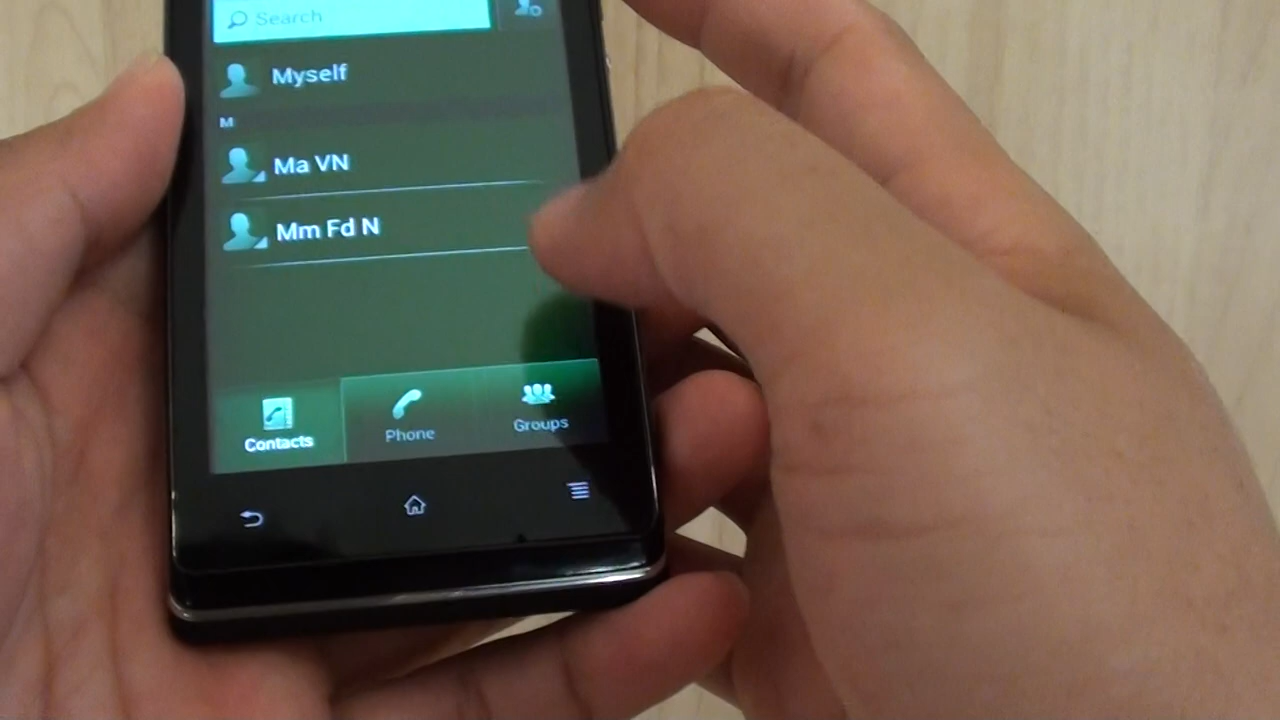 Search
Myself
M
Ma VN
Mm Fd N
Contacts
Phone
Groups